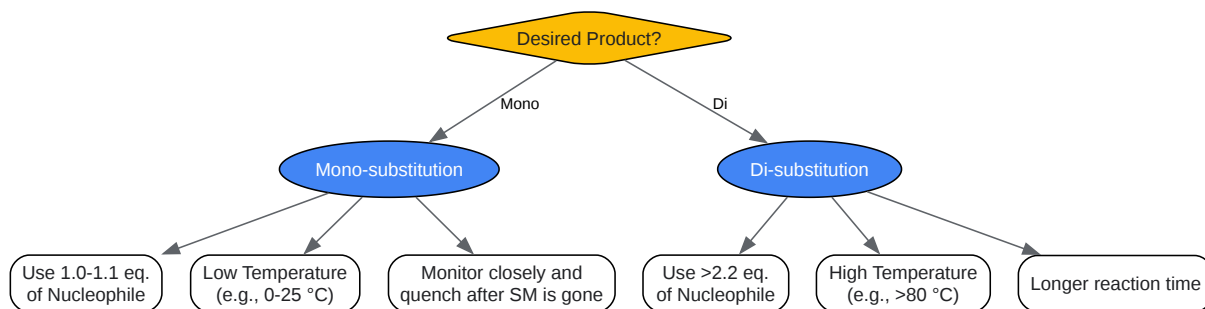 Desired Product?
Mono
Di
Mono-substitution
Di-substitution
Use 1.0-1.1 eq.
of Nucleophile
Low Temperature
(e.g., 0-25 °C)
Monitor closely and
quench after SM is gone
Use >2.2 eq.
of Nucleophile
High Temperature
(e.g., >80 °C)
Longer reaction time